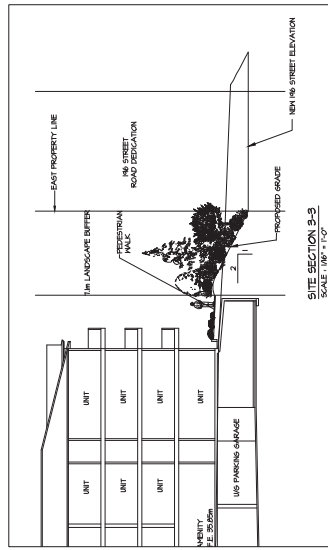 EAST PROPERTY LINE
7.1m LANDSCAPE BUFFER
196 STREET
ROAD DEDICATION
PEDESTRIAN
WALK
UNIT
UNIT
UNIT
UNIT
UNIT
UNIT
UNIT
AMENITY
F.F.E. 35.85m
U/G PARKING GARAGE
2
1
PROPOSED GRADE
NEW 196 STREET ELEVATION
SITE SECTION 3-3
SCALE : 1/16" = 1'-0"